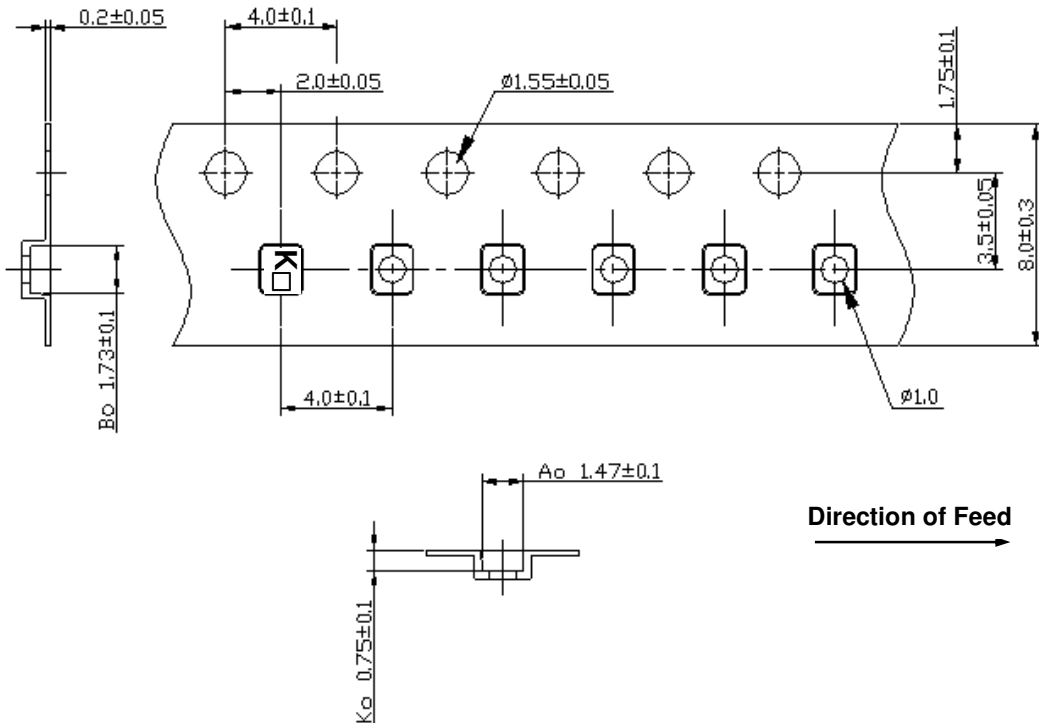 0.2±0.05
4.0±0.1
2.0±0.05
ø1.55±0.05
1.75±0.1
3.5±0.05
8.0±0.3
K□
Bo 1.73±0.1
4.0±0.1
ø1.0
Ao 1.47±0.1
Direction of Feed
Ko 0.75±0.1